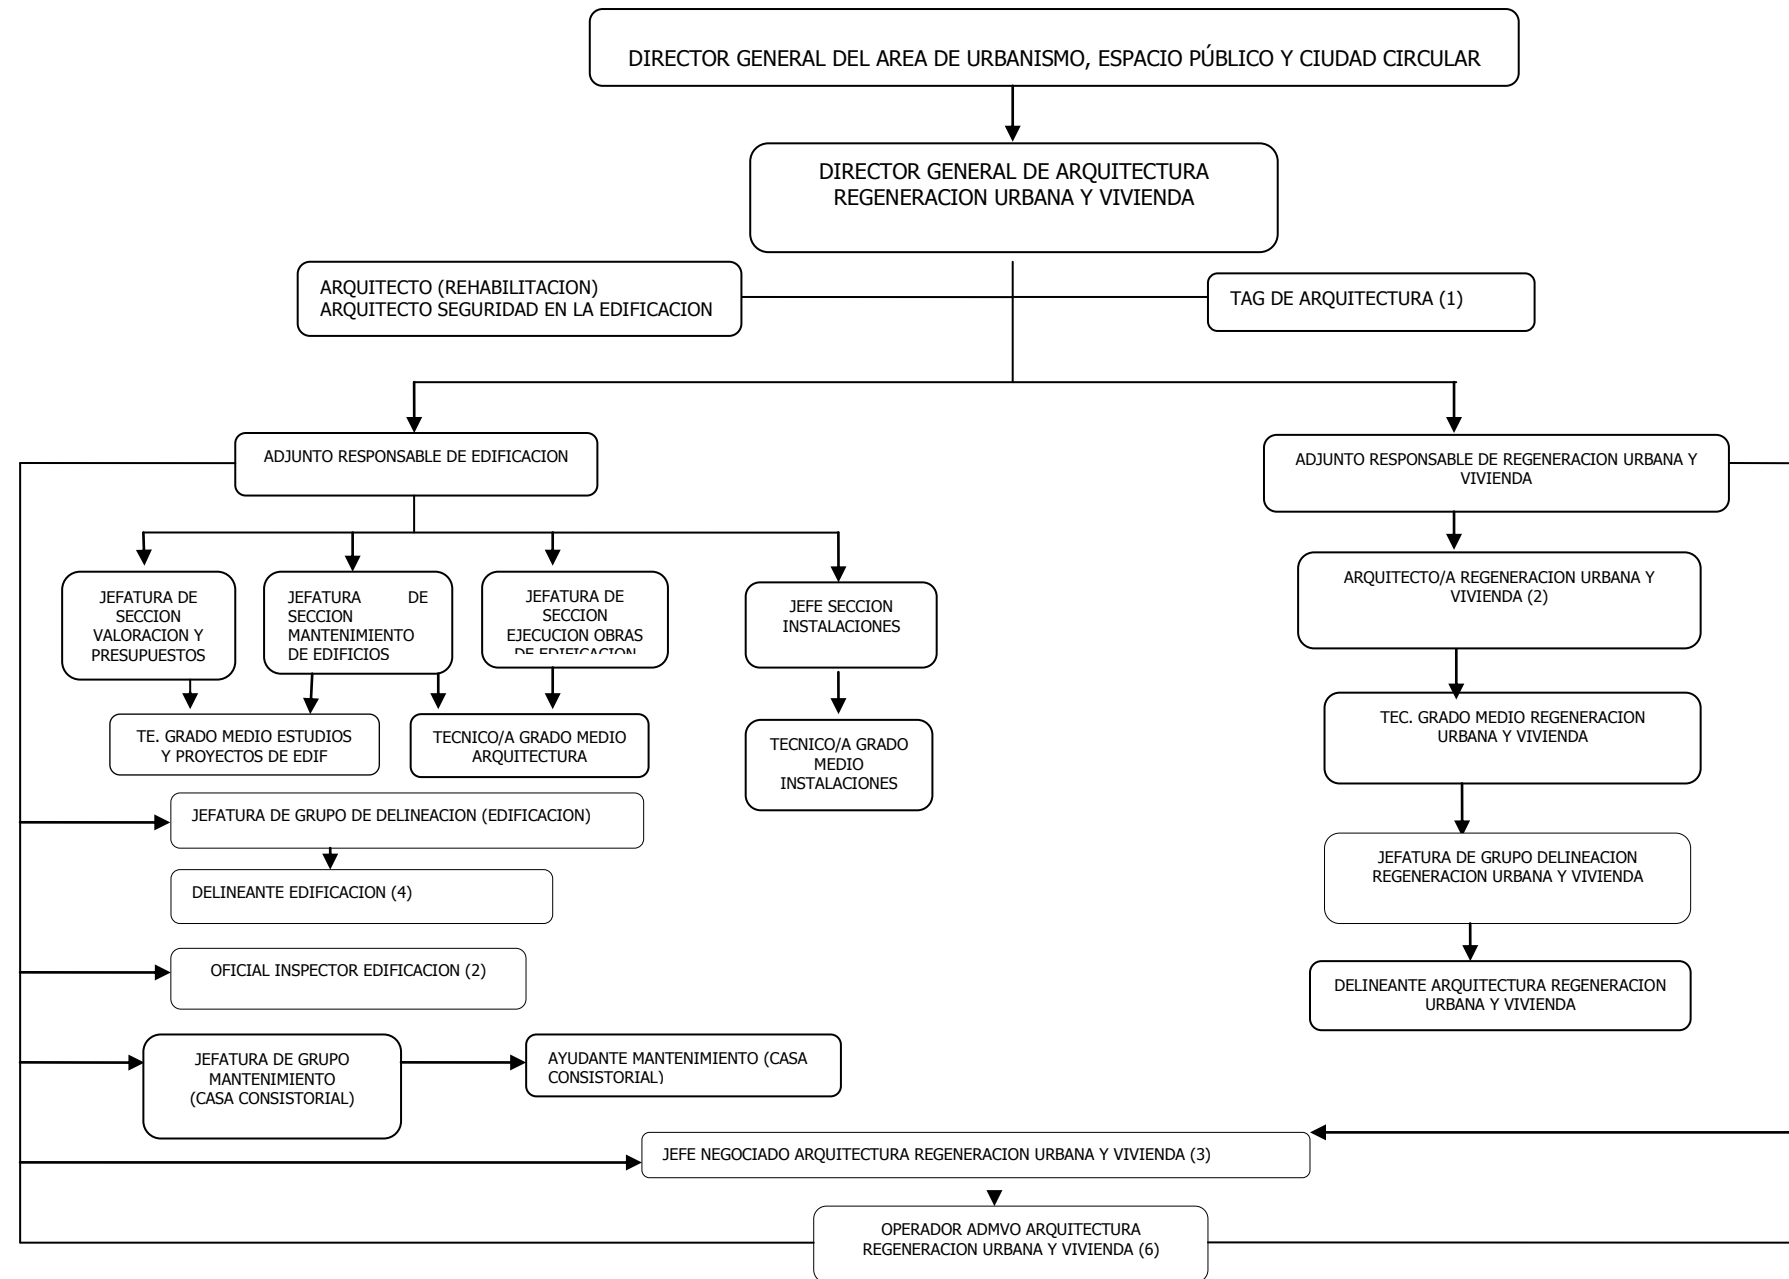 DIRECTOR GENERAL DEL AREA DE URBANISMO, ESPACIO PÚBLICO Y CIUDAD CIRCULAR
DIRECTOR GENERAL DE ARQUITECTURA
REGENERACION URBANA Y VIVIENDA
ARQUITECTO (REHABILITACION)
ARQUITECTO SEGURIDAD EN LA EDIFICACION
TAG DE ARQUITECTURA (1)
ADJUNTO RESPONSABLE DE EDIFICACION
ADJUNTO RESPONSABLE DE REGENERACION URBANA Y
VIVIENDA
JEFATURA DE
SECCION
VALORACION Y
PRESUPUESTOS
JEFATURA DE
SECCION
MANTENIMIENTO
DE EDIFICIOS
JEFATURA DE
SECCION
EJECUCION OBRAS
DE EDIFICACION
JEFE SECCION
INSTALACIONES
ARQUITECTO/A REGENERACION URBANA Y
VIVIENDA (2)
TE. GRADO MEDIO ESTUDIOS
Y PROYECTOS DE EDIF
TECNICO/A GRADO MEDIO
ARQUITECTURA
TECNICO/A GRADO
MEDIO
INSTALACIONES
TEC. GRADO MEDIO REGENERACION
URBANA Y VIVIENDA
JEFATURA DE GRUPO DE DELINEACION (EDIFICACION)
DELINEANTE EDIFICACION (4)
JEFATURA DE GRUPO DELINEACION
REGENERACION URBANA Y VIVIENDA
OFICIAL INSPECTOR EDIFICACION (2)
DELINEANTE ARQUITECTURA REGENERACION
URBANA Y VIVIENDA
JEFATURA DE GRUPO
MANTENIMIENTO
(CASA CONSISTORIAL)
AYUDANTE MANTENIMIENTO (CASA
CONSISTORIAL)
JEFE NEGOCIADO ARQUITECTURA REGENERACION URBANA Y VIVIENDA (3)
OPERADOR ADMVO ARQUITECTURA
REGENERACION URBANA Y VIVIENDA (6)